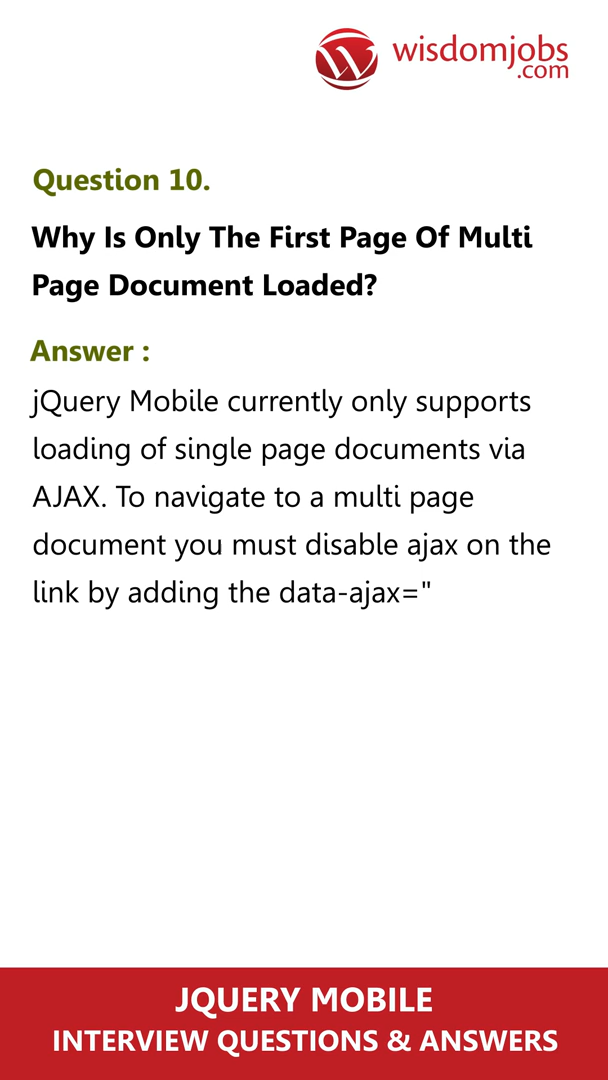 wisdomjobs
.com
Question 10.
Why Is Only The First Page Of Multi
Page Document Loaded?
Answer :
jQuery Mobile currently only supports
loading of single page documents via
AJAX. To navigate to a multi page
document you must disable ajax on the
link by adding the data-ajax="
JQUERY MOBILE
INTERVIEW QUESTIONS & ANSWERS